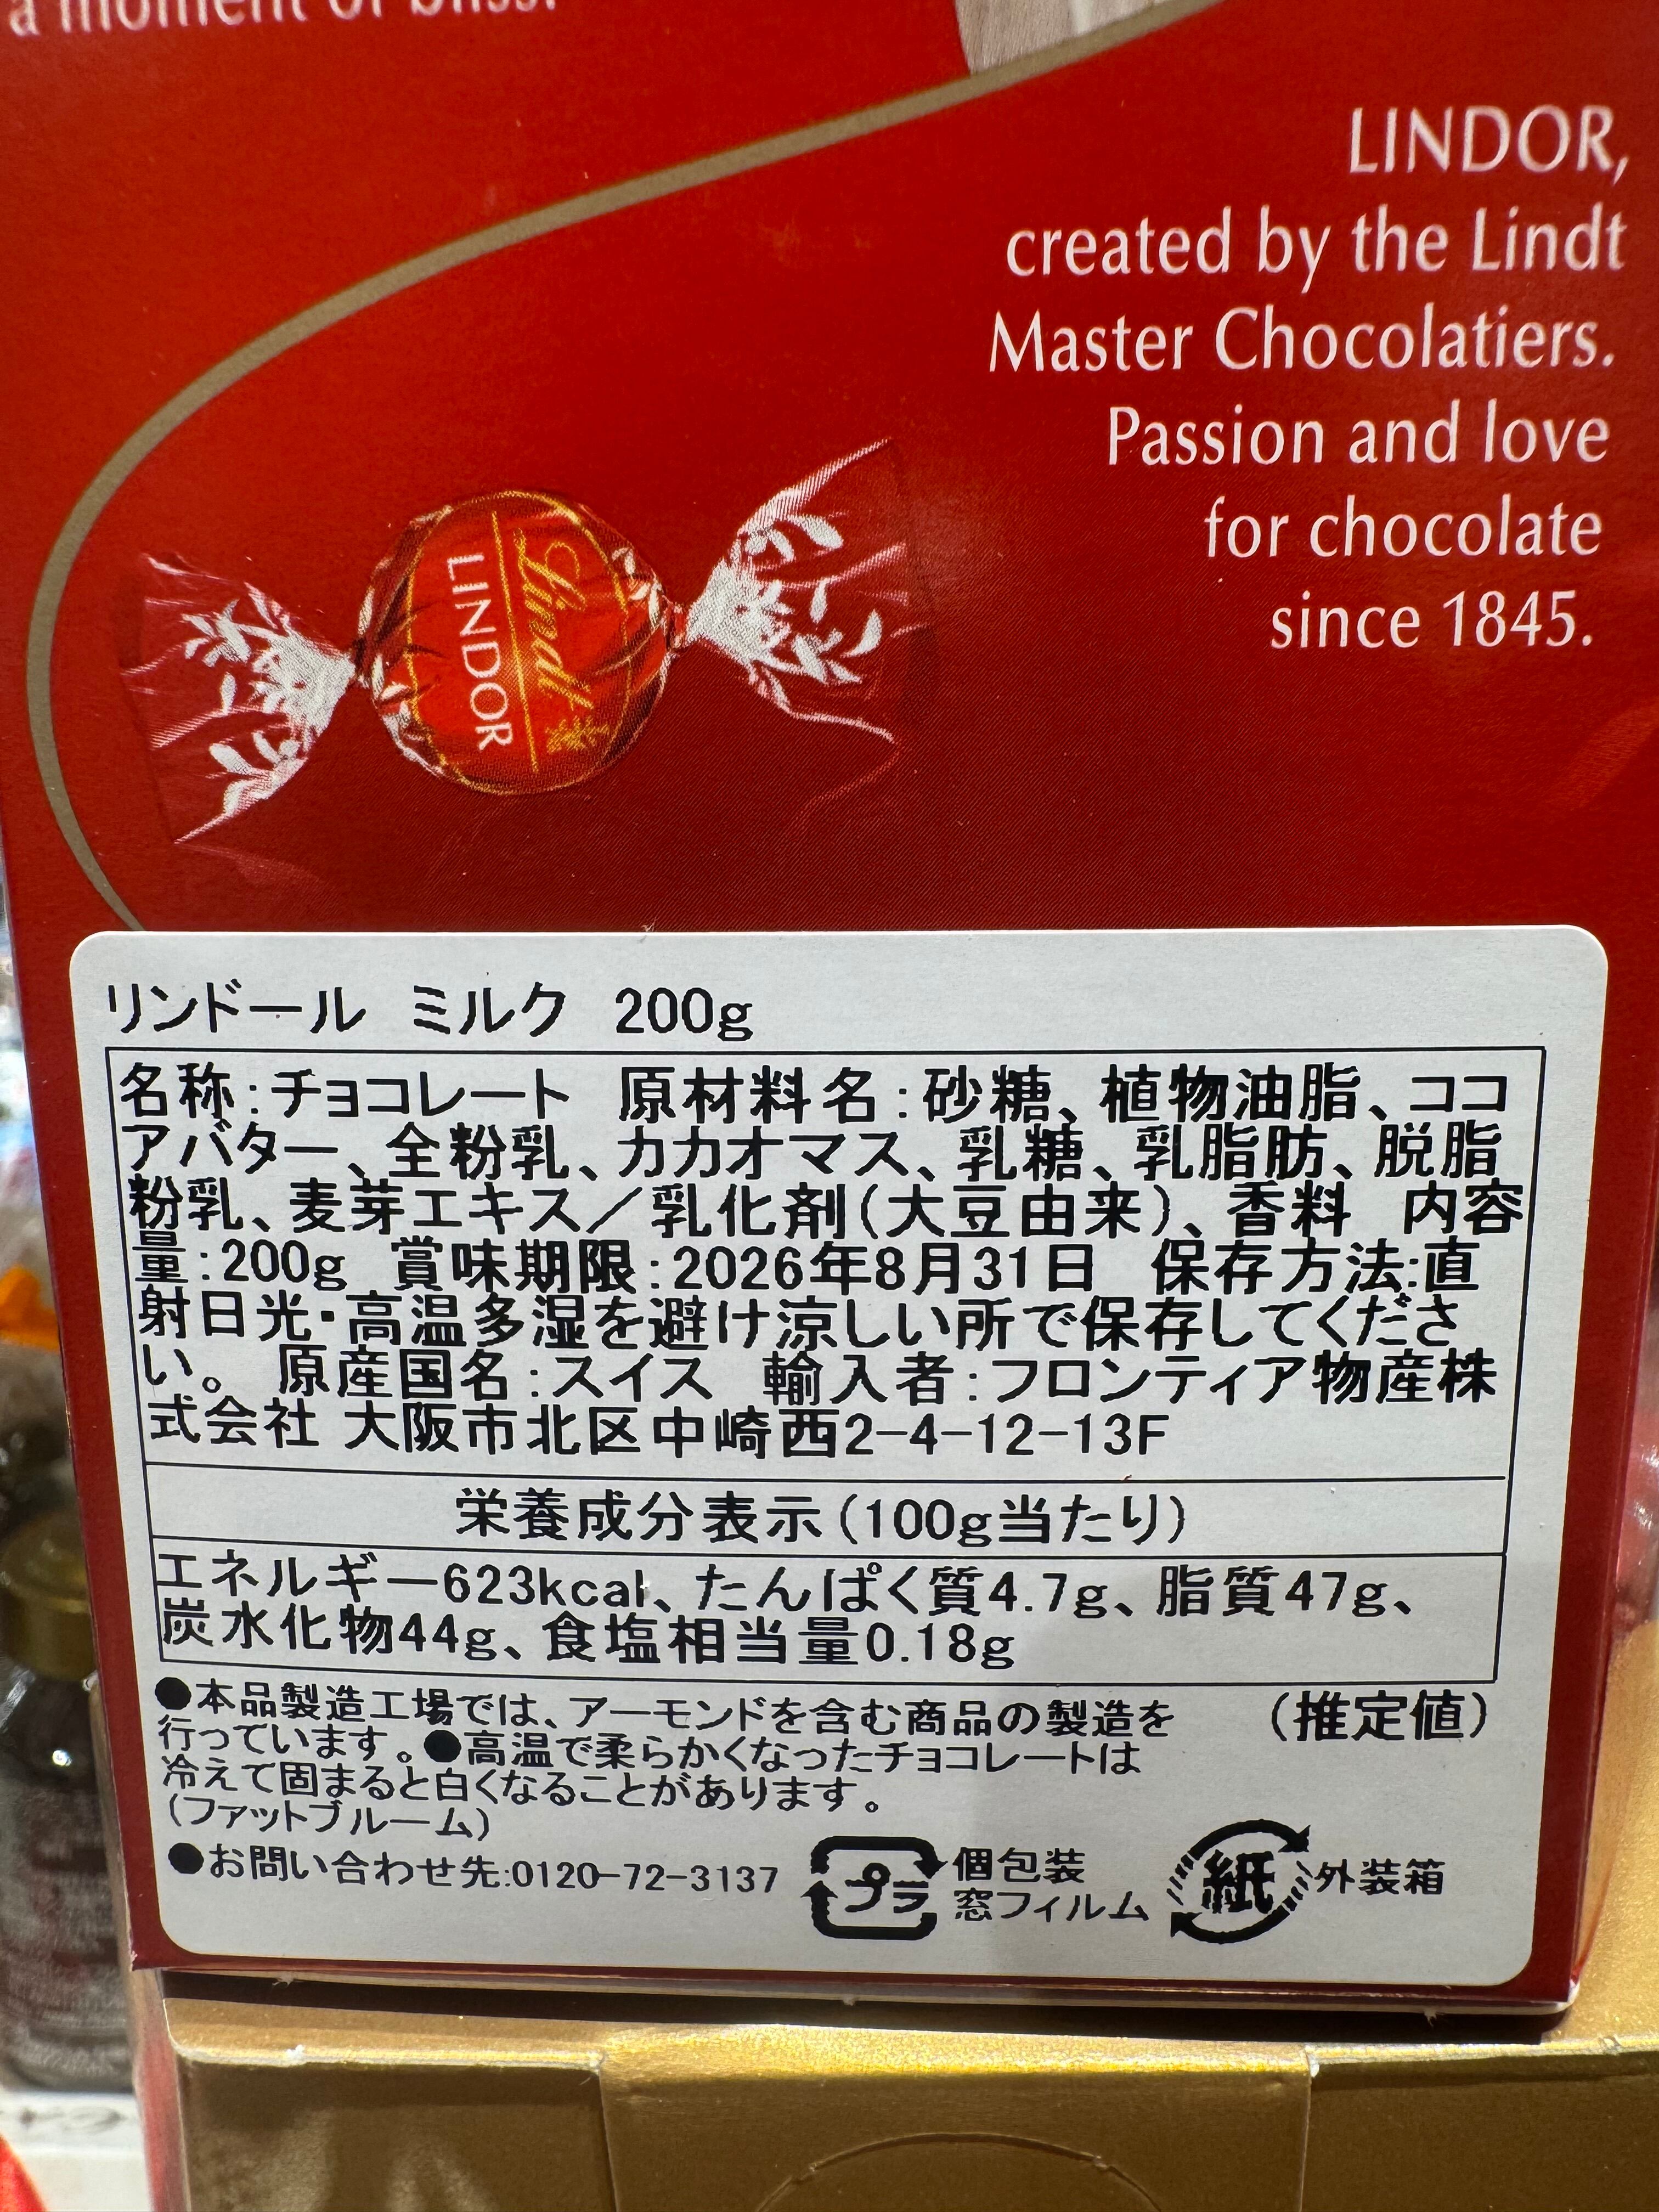 a moment of bliss.
LINDOR,
created by the Lindt
Master Chocolatiers.
Passion and love
for chocolate
since 1845.
Lindt
LINDOR
リンドール ミルク 200g
名称:チョコレート 原材料名:砂糖、植物油脂、ココ
アバター、全粉乳、カカオマス、乳糖、乳脂肪、脱脂
粉乳、麦芽エキス/乳化剤(大豆由来)、香料 内容
量:200g 賞味期限:2026年8月31日 保存方法:直
射日光・高温多湿を避け涼しい所で保存してくださ
い。 原産国名:スイス 輸入者:フロンティア物産株
式会社 大阪市北区中崎西2-4-12-13F
栄養成分表示(100g当たり)
エネルギー623kcal、たんぱく質4.7g、脂質47g、
炭水化物44g、食塩相当量0.18g
(推定値)
●本品製造工場では、アーモンドを含む商品の製造を
行っています。●高温で柔らかくなったチョコレートは
冷えて固まると白くなることがあります。
(ファットブルーム)
●お問い合わせ先:0120-72-3137
プラ
個包装
窓フィルム
紙
外装箱